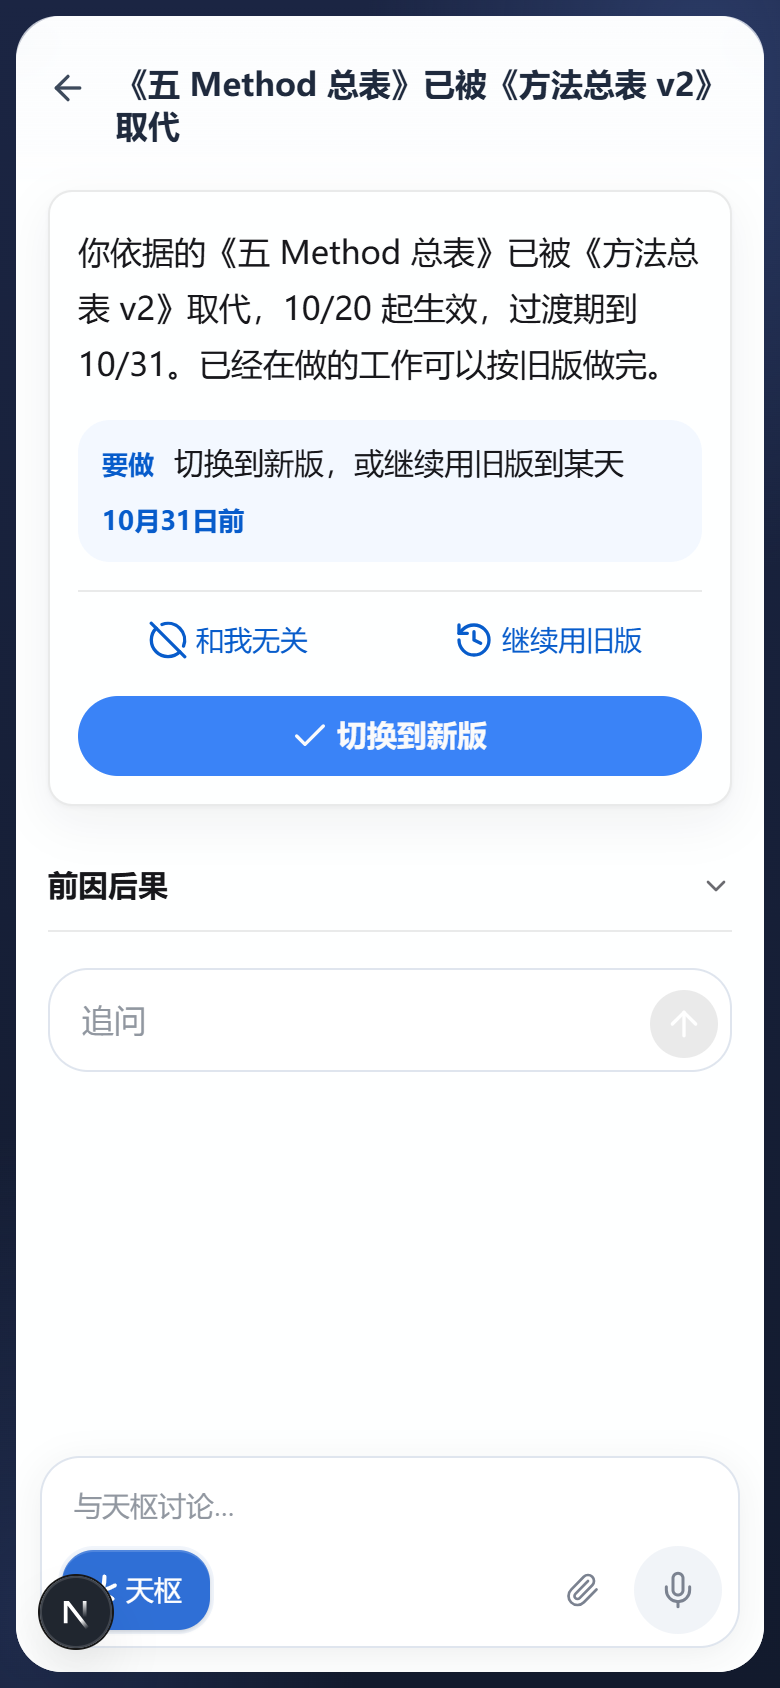 《五 Method 总表》已被《方法总表 v2》
取代
你依据的《五 Method 总表》已被《方法总
表 v2》取代，10/20 起生效，过渡期到
10/31。已经在做的工作可以按旧版做完。
要做 切换到新版，或继续用旧版到某天
10月31日前
和我无关 继续用旧版
切换到新版
前因后果
追问
与天枢讨论...
天枢
N